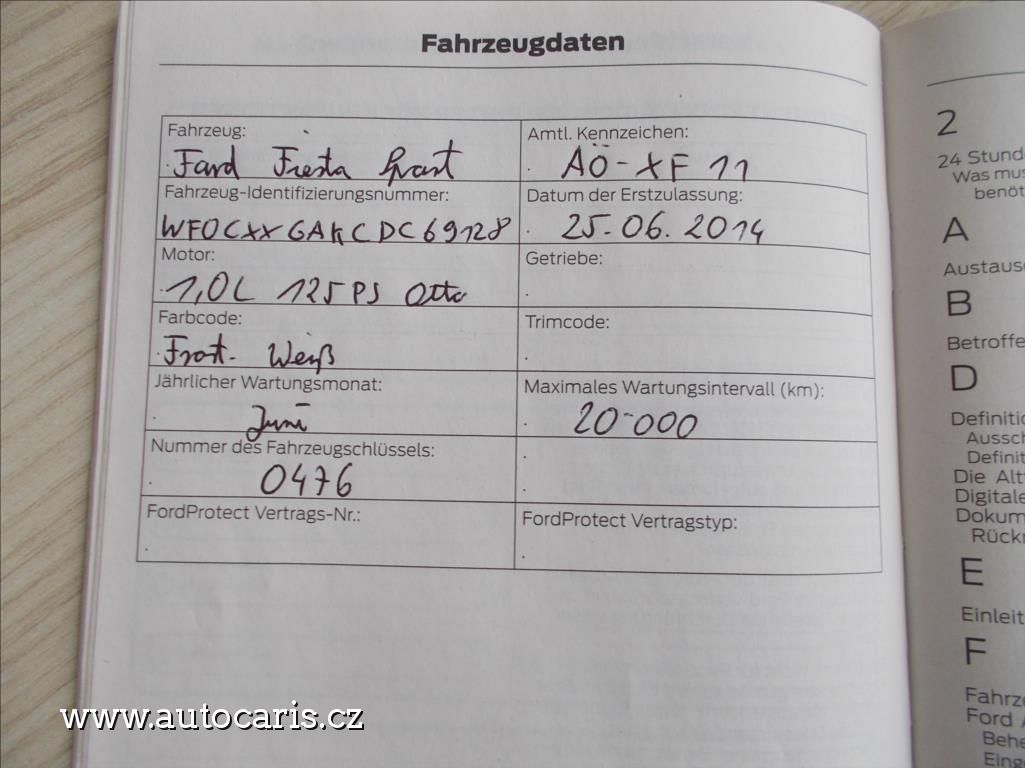 Fahrzeugdaten
Fahrzeug:
Ford Fiesta Sport
Amtl. Kennzeichen:
AÖ-XF 11
Fahrzeug-Identifizierungsnummer:
WF0CXXGAKCDC69128
Datum der Erstzulassung:
25.06.2014
Motor:
1,0L 125PS Otto
Getriebe:
Farbcode:
Frost-Weiß
Trimcode:
Jährlicher Wartungsmonat:
Juni
Maximales Wartungsintervall (km):
20-000
Nummer des Fahrzeugschlüssels:
0476
FordProtect Vertrags-Nr.:
FordProtect Vertragstyp:
2
24 Stund
Was mus
benöt
A
Austaus
B
Betroffe
D
Definitio
Aussch
Definit
Die Alt
Digitale
Dokum
Rückr
E
Einleit
F
Fahrze
Ford
Behe
Eing
www.autocaris.cz